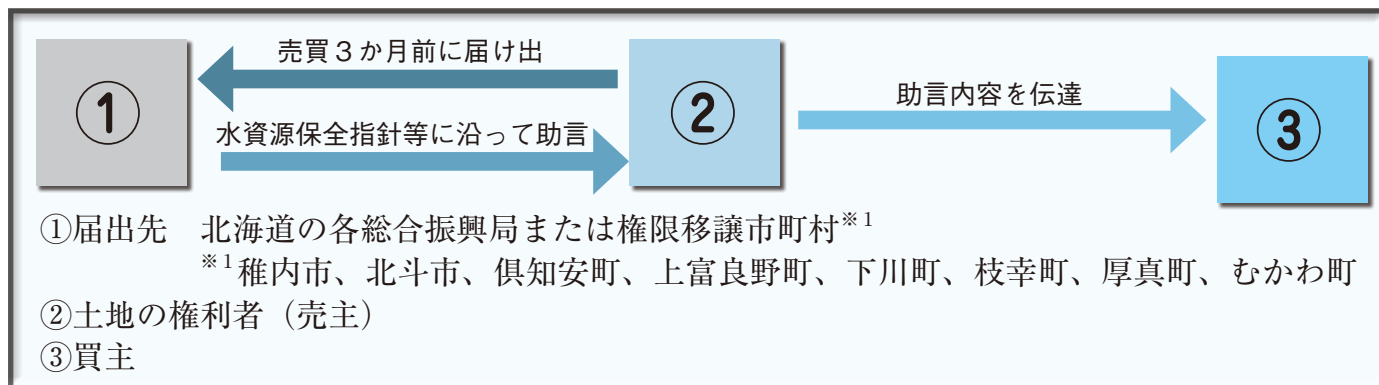 売買３か月前に届け出
①
②
③
助言内容を伝達
水資源保全指針等に沿って助言
①届出先　北海道の各総合振興局または権限移譲市町村※1
※1稚内市、北斗市、倶知安町、上富良野町、下川町、枝幸町、厚真町、むかわ町
②土地の権利者（売主）
③買主